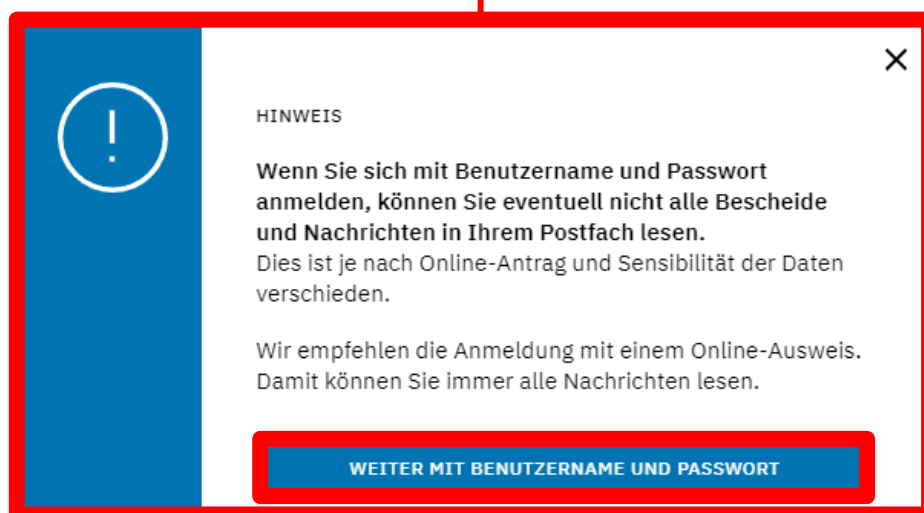 HINWEIS
Wenn Sie sich mit Benutzername und Passwort
anmelden, können Sie eventuell nicht alle Bescheide
und Nachrichten in Ihrem Postfach lesen.
Dies ist je nach Online-Antrag und Sensibilität der Daten
verschieden.
Wir empfehlen die Anmeldung mit einem Online-Ausweis.
Damit können Sie immer alle Nachrichten lesen.
WEITER MIT BENUTZERNAME UND PASSWORT